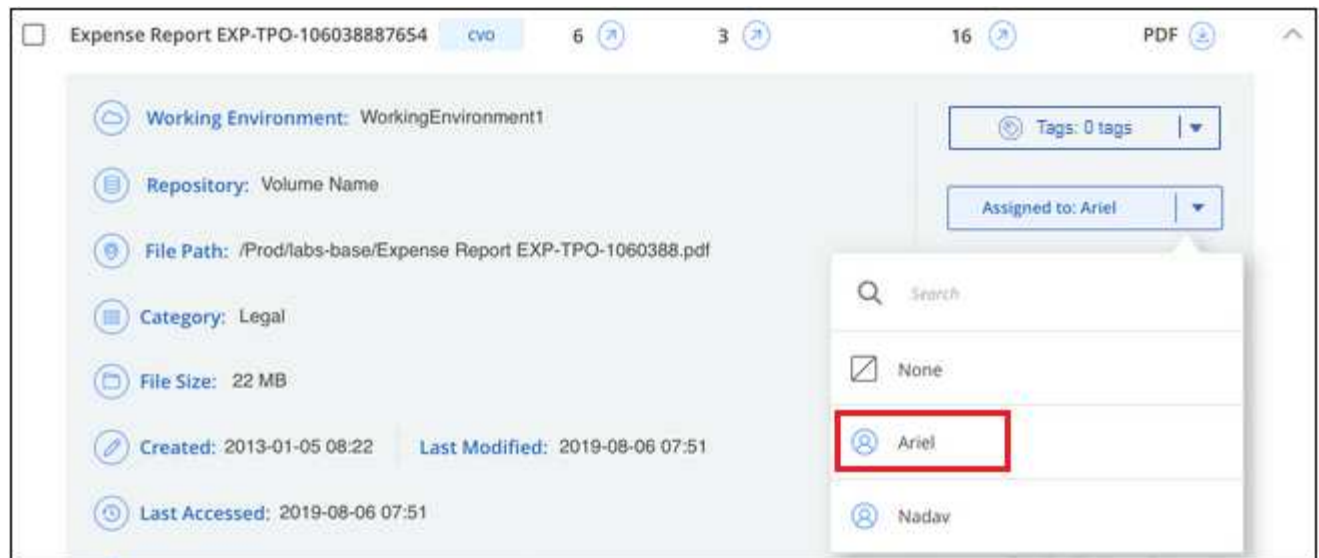 Expense Report EXP-TPO-106038887654 cvo 6 3 16 PDF
Working Environment: WorkingEnvironment1
Tags: 0 tags
Repository: Volume Name
Assigned to: Ariel
File Path: /Prod/labs-base/Expense Report EXP-TPO-1060388.pdf
Category: Legal
File Size: 22 MB
Created: 2013-01-05 08:22 Last Modified: 2019-08-06 07:51
Last Accessed: 2019-08-06 07:51
Search
None
Ariel
Nadav